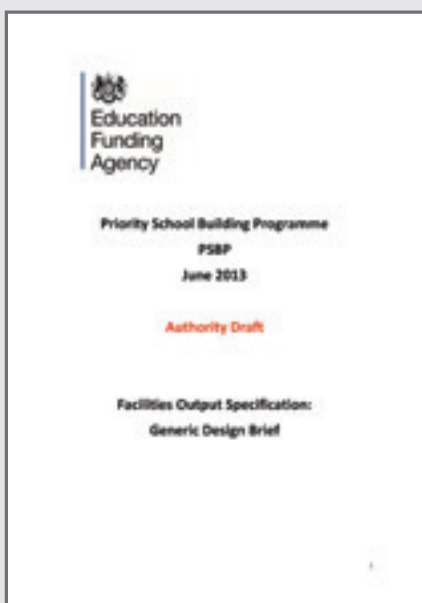 Education
Funding
Agency
Priority School Building Programme
PSBP
June 2013
Authority Draft
Facilities Output Specification:
Generic Design Brief